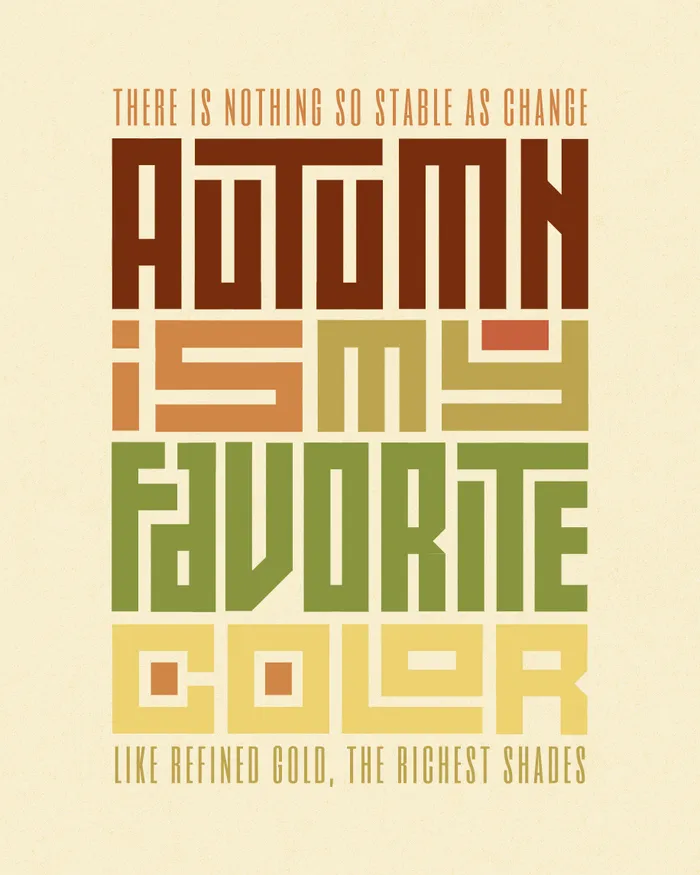 THERE IS NOTHING SO STABLE AS CHANGE
AUTUMN
iS MY
FAVORiTE
COLOR
LIKE REFINED GOLD, THE RICHEST SHADES